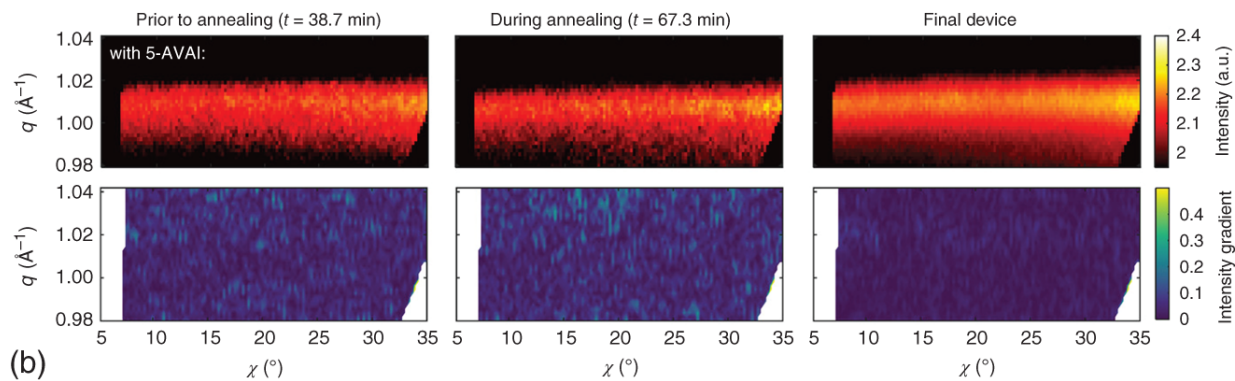 Prior to annealing (t = 38.7 min)
During annealing (t = 67.3 min)
Final device
with 5-AVAI:
1.04
1.02
1.00
0.98
q (Å⁻¹)
2.4
2.3
2.2
2.1
2
Intensity (a.u.)
1.04
1.02
1.00
0.98
q (Å⁻¹)
0.4
0.3
0.2
0.1
0
Intensity gradient
5 10 15 20 25 30 35
5 10 15 20 25 30 35
5 10 15 20 25 30 35
χ (°)
χ (°)
χ (°)
(b)